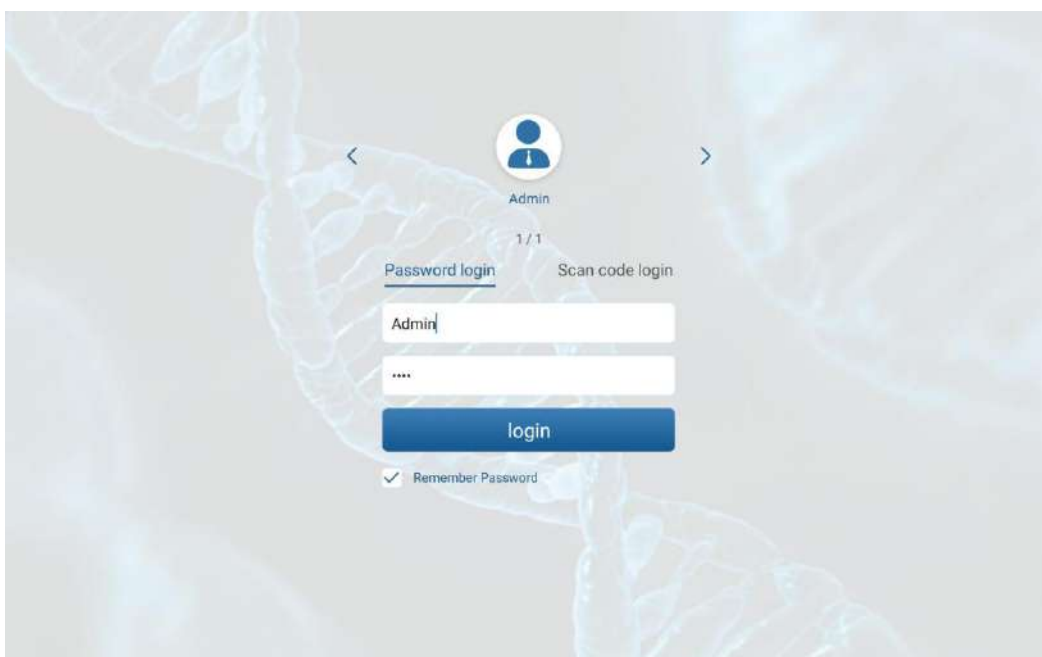 Admin
1 / 1
Password login Scan code login
Admin
••••
login
Remember Password